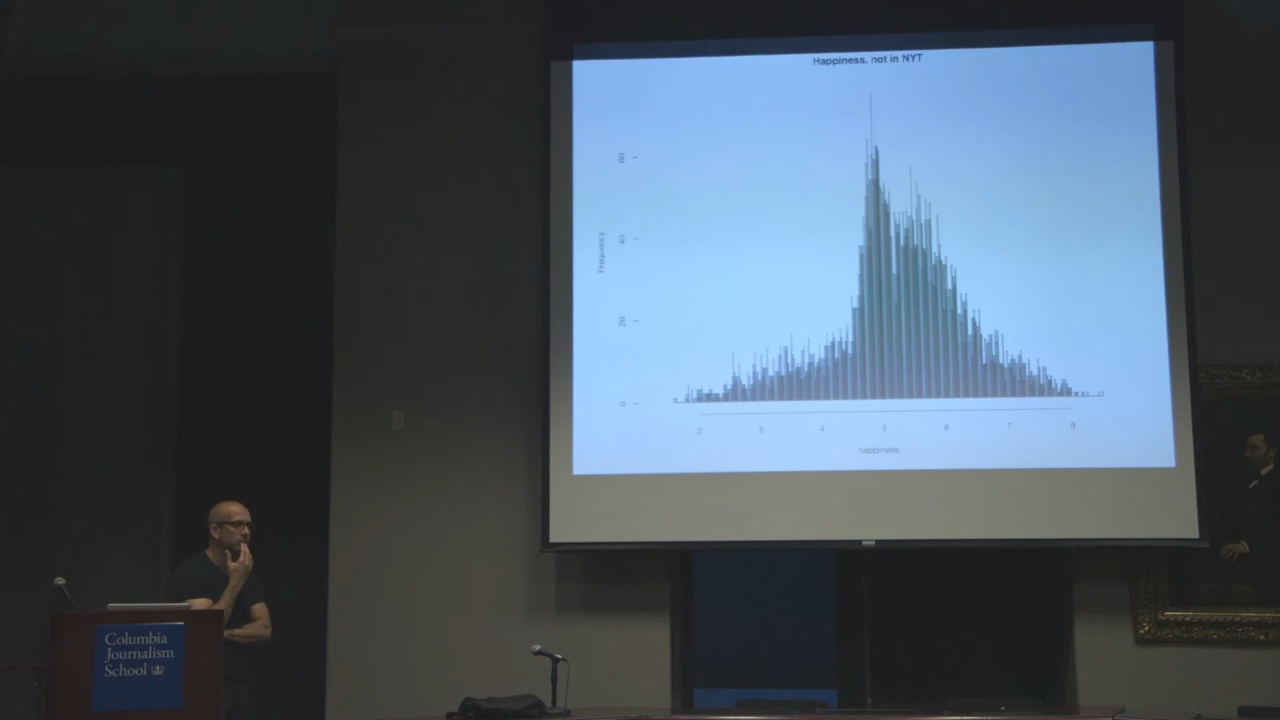 Happiness, not in NYT
Frequency
80
40
20
0
2 3 4 5 6 7 8
happiness
Columbia
Journalism
School